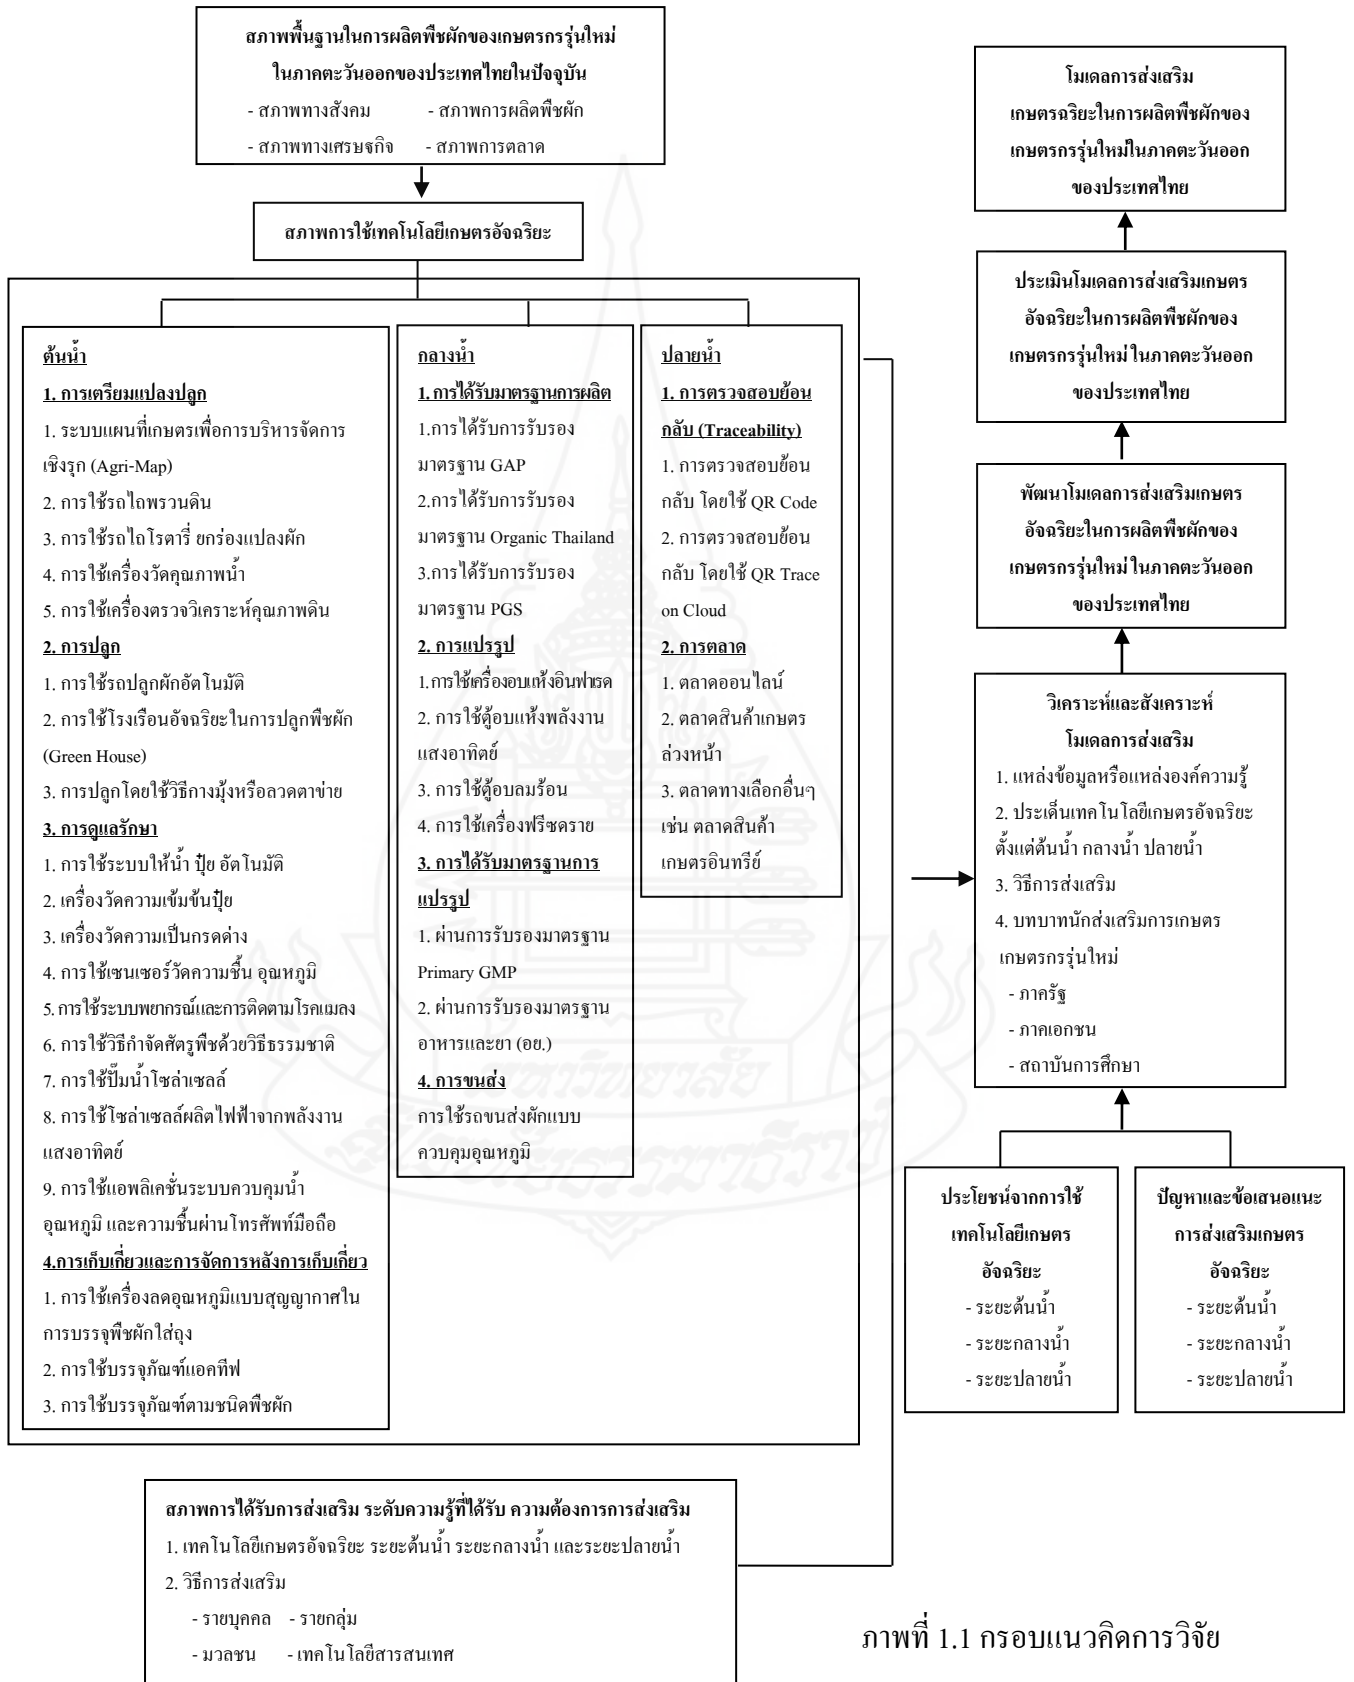 สภาพพื้นฐานในการผลิตพืชผักของเกษตรกรรุ่นใหม่
ในภาคตะวันออกของประเทศไทยในปัจจุบัน
- สภาพทางสังคม - สภาพการผลิตพืชผัก
- สภาพทางเศรษฐกิจ - สภาพการตลาด
สภาพการใช้เทคโนโลยีเกษตรอัจฉริยะ
ต้นน้ำ
1. การเตรียมแปลงปลูก
1. ระบบแผนที่เกษตรเพื่อการบริหารจัดการ
เชิงรุก (Agri-Map)
2. การใช้รถไถพรวนดิน
3. การใช้รถไถโรตารี่ ยกร่องแปลงผัก
4. การใช้เครื่องวัดคุณภาพน้ำ
5. การใช้เครื่องตรวจวิเคราะห์คุณภาพดิน
2. การปลูก
1. การใช้รถปลูกผักอัตโนมัติ
2. การใช้โรงเรือนอัจฉริยะในการปลูกพืชผัก
(Green House)
3. การปลูกโดยใช้วิธีกางมุ้งหรือลวดตาข่าย
3. การดูแลรักษา
1. การใช้ระบบให้น้ำ ปุ๋ย อัตโนมัติ
2. เครื่องวัดความเข้มข้นปุ๋ย
3. เครื่องวัดความเป็นกรดด่าง
4. การใช้เซนเซอร์วัดความชื้น อุณหภูมิ
5. การใช้ระบบพยากรณ์และการติดตามโรคแมลง
6. การใช้วิธีกำจัดศัตรูพืชด้วยวิธีธรรมชาติ
7. การใช้ปั๊มน้ำโซล่าเซลล์
8. การใช้โซล่าเซลล์ผลิตไฟฟ้าจากพลังงาน
แสงอาทิตย์
9. การใช้แอพลิเคชั่นระบบควบคุมน้ำ
อุณหภูมิ และความชื้นผ่านโทรศัพท์มือถือ
4.การเก็บเกี่ยวและการจัดการหลังการเก็บเกี่ยว
1. การใช้เครื่องลดอุณหภูมิแบบสุญญากาศใน
การบรรจุพืชผักใส่ถุง
2. การใช้บรรจุภัณฑ์แอคทีฟ
3. การใช้บรรจุภัณฑ์ตามชนิดพืชผัก
กลางน้ำ
1. การได้รับมาตรฐานการผลิต
1.การได้รับการรับรอง
มาตรฐาน GAP
2.การได้รับการรับรอง
มาตรฐาน Organic Thailand
3.การได้รับการรับรอง
มาตรฐาน PGS
2. การแปรรูป
1.การใช้เครื่องอบแห้งอินฟาเรด
2. การใช้ตู้อบแห้งพลังงาน
แสงอาทิตย์
3. การใช้ตู้อบลมร้อน
4. การใช้เครื่องฟรีซดราย
3. การได้รับมาตรฐานการ
แปรรูป
1. ผ่านการรับรองมาตรฐาน
Primary GMP
2. ผ่านการรับรองมาตรฐาน
อาหารและยา (อย.)
4. การขนส่ง
การใช้รถขนส่งผักแบบ
ควบคุมอุณหภูมิ
ปลายน้ำ
1. การตรวจสอบย้อน
กลับ (Traceability)
1. การตรวจสอบย้อน
กลับ โดยใช้ QR Code
2. การตรวจสอบย้อน
กลับ โดยใช้ QR Trace
on Cloud
2. การตลาด
1. ตลาดออนไลน์
2. ตลาดสินค้าเกษตร
ล่วงหน้า
3. ตลาดทางเลือกอื่นๆ
เช่น ตลาดสินค้า
เกษตรอินทรีย์
สภาพการได้รับการส่งเสริม ระดับความรู้ที่ได้รับ ความต้องการการส่งเสริม
1. เทคโนโลยีเกษตรอัจฉริยะ ระยะต้นน้ำ ระยะกลางน้ำ และระยะปลายน้ำ
2. วิธีการส่งเสริม
- รายบุคคล - รายกลุ่ม
- มวลชน - เทคโนโลยีสารสนเทศ
โมเดลการส่งเสริม
เกษตรฉริยะในการผลิตพืชผักของ
เกษตรกรรุ่นใหม่ในภาคตะวันออก
ของประเทศไทย
ประเมินโมเดลการส่งเสริมเกษตร
อัจฉริยะในการผลิตพืชผักของ
เกษตรกรรุ่นใหม่ ในภาคตะวันออก
ของประเทศไทย
พัฒนาโมเดลการส่งเสริมเกษตร
อัจฉริยะในการผลิตพืชผักของ
เกษตรกรรุ่นใหม่ ในภาคตะวันออก
ของประเทศไทย
วิเคราะห์และสังเคราะห์
โมเดลการส่งเสริม
1. แหล่งข้อมูลหรือแหล่งองค์ความรู้
2. ประเด็นเทคโนโลยีเกษตรอัจฉริยะ
ตั้งแต่ต้นน้ำ กลางน้ำ ปลายน้ำ
3. วิธีการส่งเสริม
4. บทบาทนักส่งเสริมการเกษตร
เกษตรกรรุ่นใหม่
- ภาครัฐ
- ภาคเอกชน
- สถาบันการศึกษา
ประโยชน์จากการใช้
เทคโนโลยีเกษตร
อัจฉริยะ
- ระยะต้นน้ำ
- ระยะกลางน้ำ
- ระยะปลายน้ำ
ปัญหาและข้อเสนอแนะ
การส่งเสริมเกษตร
อัจฉริยะ
- ระยะต้นน้ำ
- ระยะกลางน้ำ
- ระยะปลายน้ำ
ภาพที่ 1.1 กรอบแนวคิดการวิจัย
มหาวิทยาลัย
สุโขทัยธรรมาธิราช